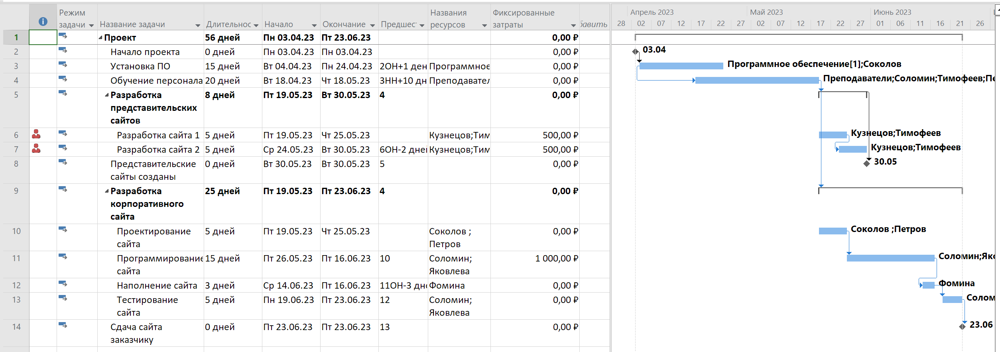 Режим задачи Название задачи Длительнос Начало Окончание Предшест Названия ресурсов Фиксированные затраты бавить
1 Проект 56 дней Пн 03.04.23 Пт 23.06.23 0,00 ₽
2 Начало проекта 0 дней Пн 03.04.23 Пн 03.04.23 0,00 ₽
3 Установка ПО 15 дней Вт 04.04.23 Пн 24.04.23 2ОН+1 ден Программное 0,00 ₽
4 Обучение персонала 20 дней Вт 18.04.23 Чт 18.05.23 3НН+10 дн Преподавател 0,00 ₽
5 Разработка представительских сайтов 8 дней Пт 19.05.23 Вт 30.05.23 4 0,00 ₽
6 Разработка сайта 1 5 дней Пт 19.05.23 Чт 25.05.23 Кузнецов;Тим 500,00 ₽
7 Разработка сайта 2 5 дней Ср 24.05.23 Вт 30.05.23 6ОН-2 дней Кузнецов;Тим 500,00 ₽
8 Представительские сайты созданы 0 дней Вт 30.05.23 Вт 30.05.23 5 0,00 ₽
9 Разработка корпоративного сайта 25 дней Пт 19.05.23 Пт 23.06.23 4 0,00 ₽
10 Проектирование сайта 5 дней Пт 19.05.23 Чт 25.05.23 Соколов ; Петров 0,00 ₽
11 Программирование сайта 15 дней Пт 26.05.23 Пт 16.06.23 10 Соломин; Яковлева 1 000,00 ₽
12 Наполнение сайта 3 дней Ср 14.06.23 Пт 16.06.23 11ОН-3 дне Фомина 0,00 ₽
13 Тестирование сайта 5 дней Пн 19.06.23 Пт 23.06.23 12 Соломин; Яковлева 0,00 ₽
14 Сдача сайта заказчику 0 дней Пт 23.06.23 Пт 23.06.23 13 0,00 ₽
Апрель 2023 Май 2023 Июнь 2023
28 02 07 12 17 22 27 02 07 12 17 22 27 01 06 11 16 21 26
03.04
Программное обеспечение[1];Соколов
Преподаватели;Соломин;Тимофеев;Пе
Кузнецов;Тимофеев
Кузнецов;Тимофеев
30.05
Соколов ;Петров
Соломин;Яко
Фомина
Солом
23.06